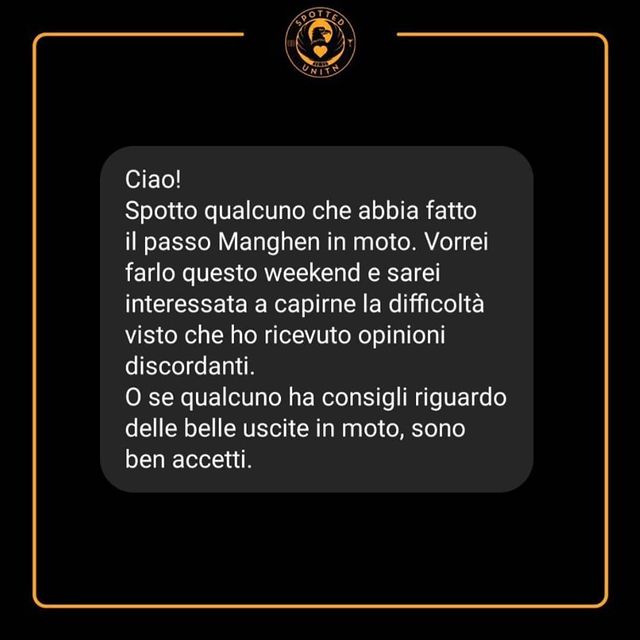 SPOTTED
UNITN
Ciao!
Spotto qualcuno che abbia fatto
il passo Manghen in moto. Vorrei
farlo questo weekend e sarei
interessata a capirne la difficoltà
visto che ho ricevuto opinioni
discordanti.
O se qualcuno ha consigli riguardo
delle belle uscite in moto, sono
ben accetti.